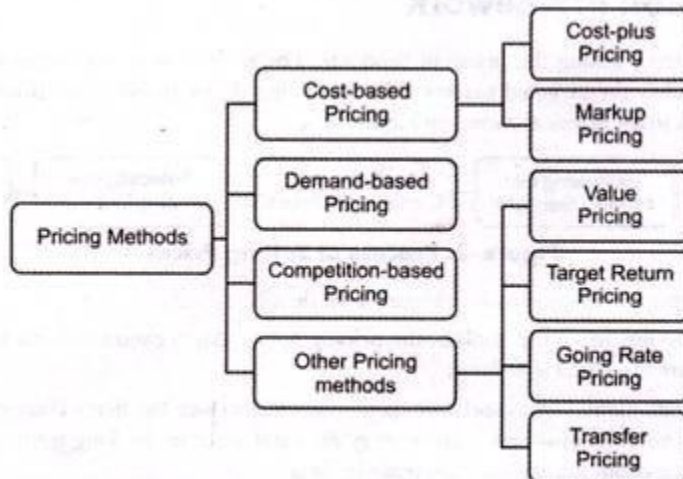 Pricing Methods
Cost-based
Pricing
Demand-based
Pricing
Competition-based
Pricing
Other Pricing
methods
Cost-plus
Pricing
Markup
Pricing
Value
Pricing
Target Return
Pricing
Going Rate
Pricing
Transfer
Pricing